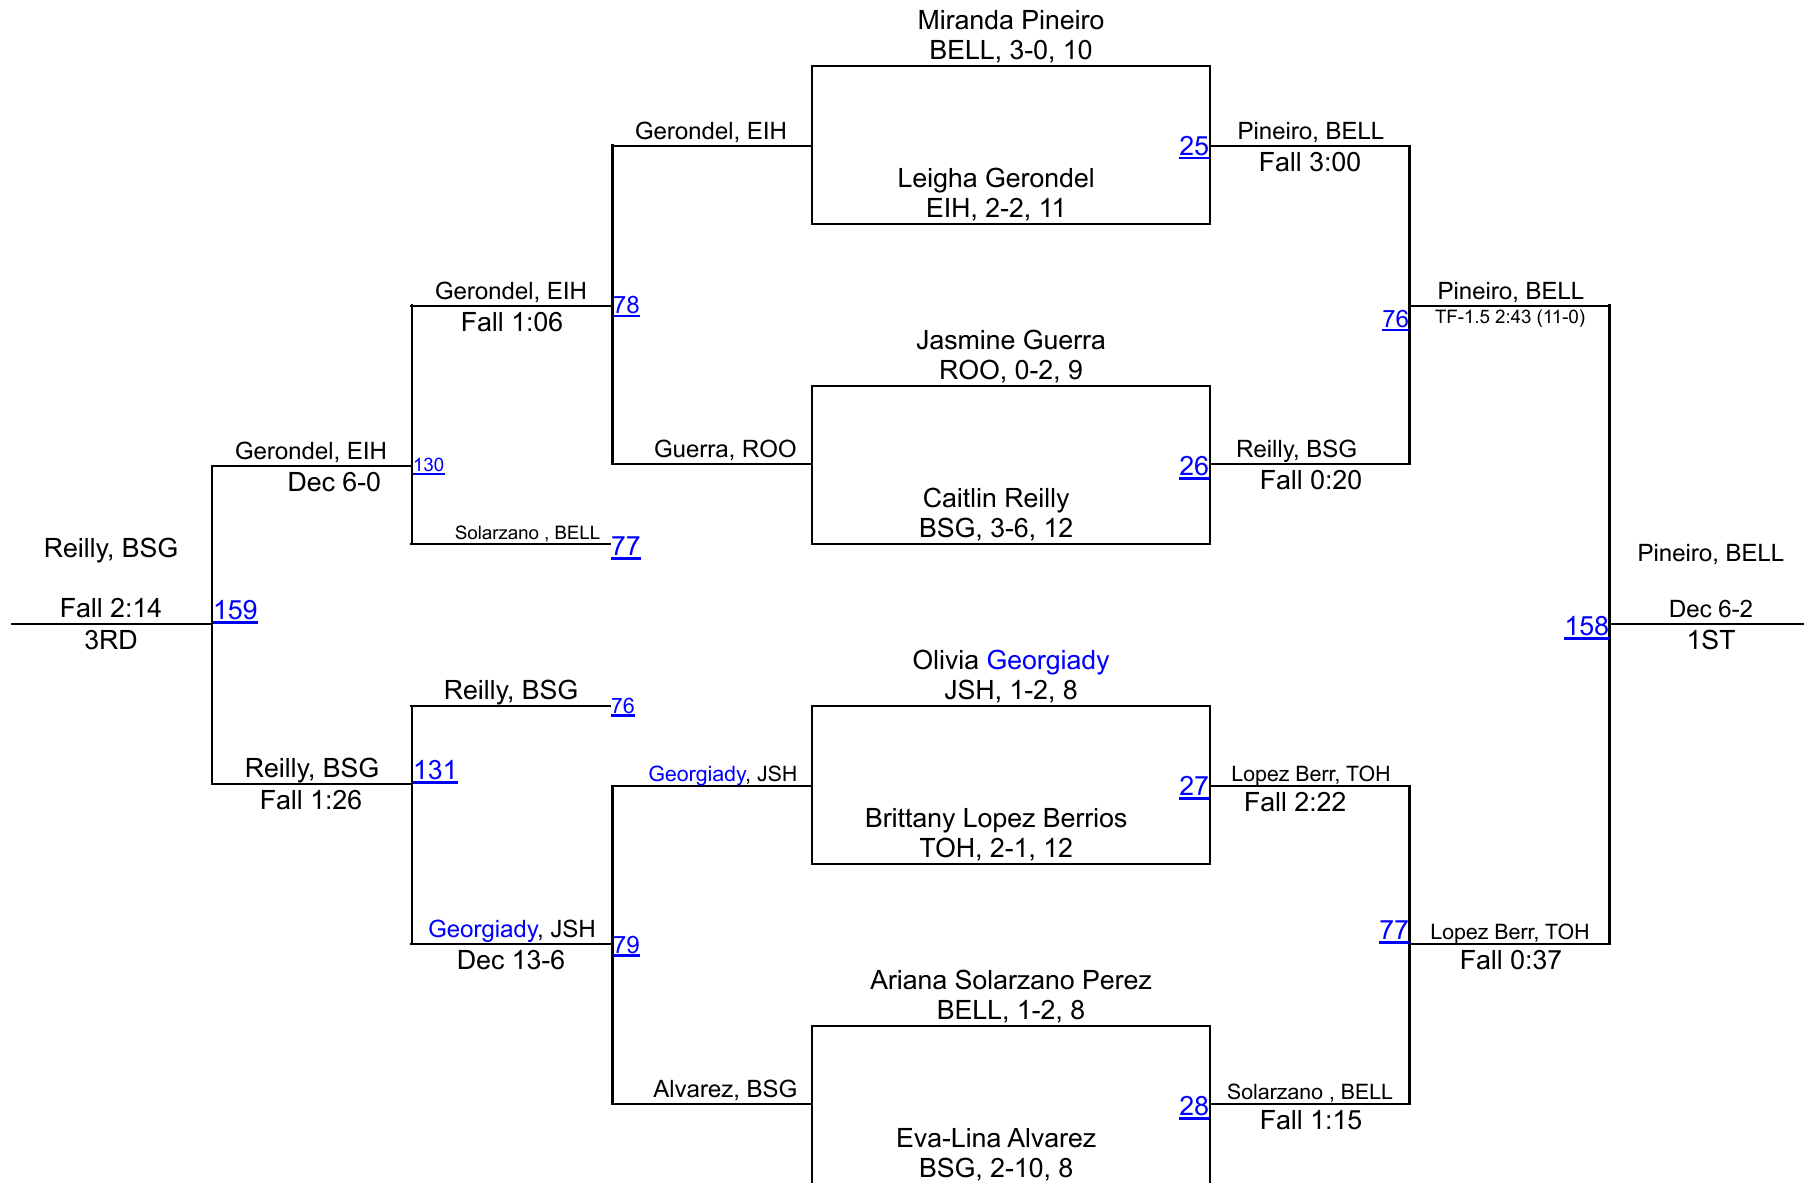 Miranda Pineiro
BELL, 3-0, 10
Gerondel, EIH
25
Pineiro, BELL
Fall 3:00
Leigha Gerondel
EIH, 2-2, 11
Gerondel, EIH
Fall 1:06
78
Pineiro, BELL
TF-1.5 2:43 (11-0)
76
Jasmine Guerra
ROO, 0-2, 9
Gerondel, EIH
Dec 6-0
130
Guerra, ROO
26
Reilly, BSG
Fall 0:20
Caitlin Reilly
BSG, 3-6, 12
Solarzano , BELL
77
Reilly, BSG
Fall 2:14
3RD
159
Pineiro, BELL
Dec 6-2
1ST
158
Olivia Georgiady
JSH, 1-2, 8
Reilly, BSG
76
Reilly, BSG
Fall 1:26
131
Georgiady, JSH
27
Lopez Berr, TOH
Fall 2:22
Brittany Lopez Berrios
TOH, 2-1, 12
Georgiady, JSH
Dec 13-6
79
77
Lopez Berr, TOH
Fall 0:37
Ariana Solarzano Perez
BELL, 1-2, 8
Alvarez, BSG
28
Solarzano , BELL
Fall 1:15
Eva-Lina Alvarez
BSG, 2-10, 8